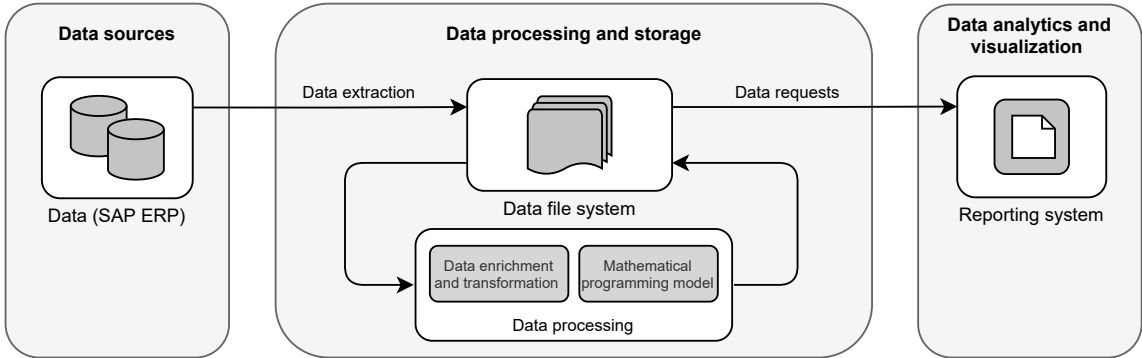 Data sources
Data (SAP ERP)
Data extraction
Data processing and storage
Data file system
Data enrichment
and transformation
Mathematical
programming model
Data processing
Data requests
Data analytics and
visualization
Reporting system